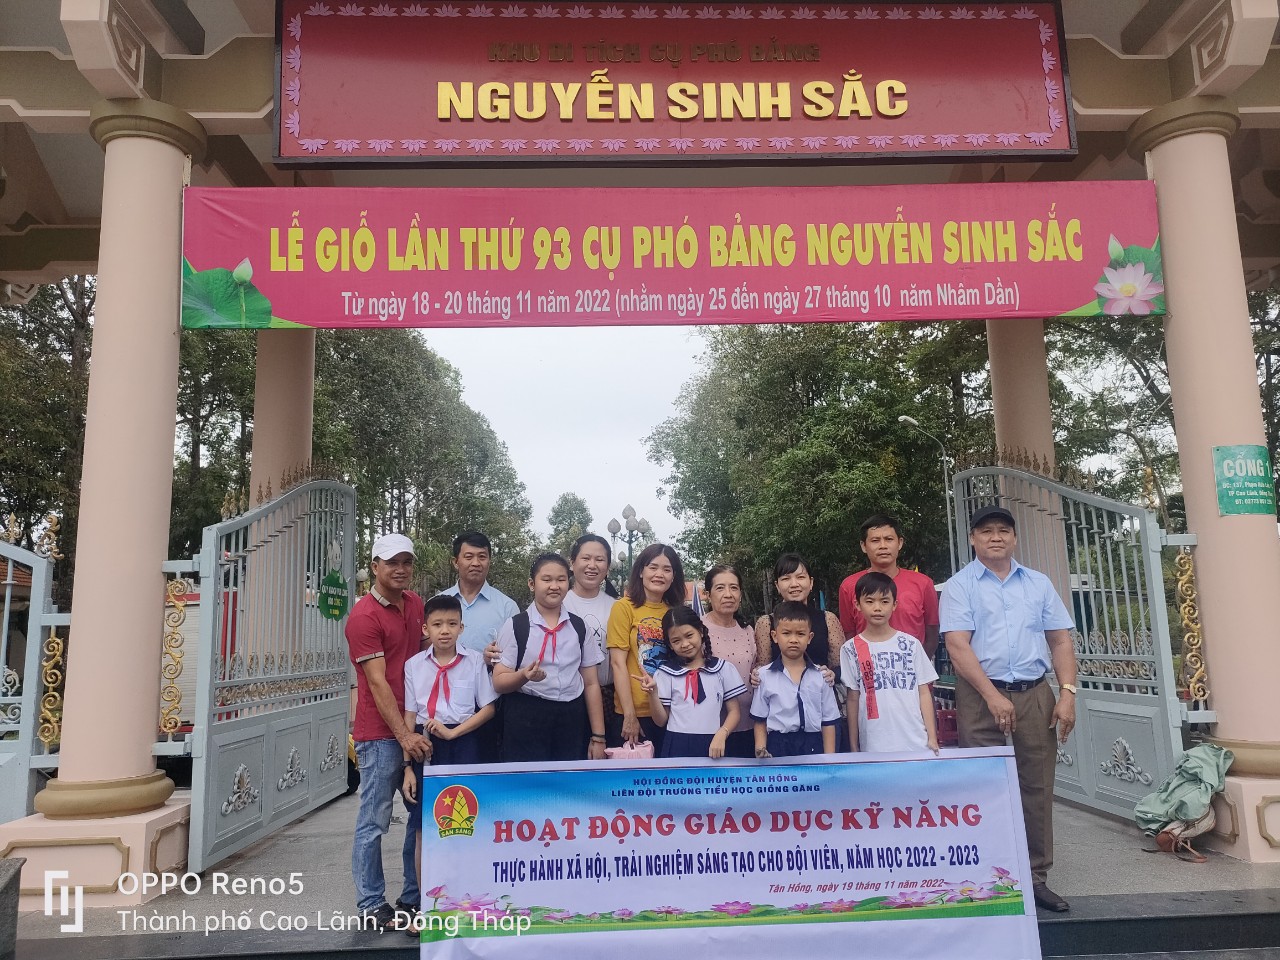 KHU DI TÍCH CỤ PHÓ BẢNG
NGUYỄN SINH SẮC
LỄ GIỖ LẦN THỨ 93 CỤ PHÓ BẢNG NGUYỄN SINH SẮC
Từ ngày 18 - 20 tháng 11 năm 2022 (nhằm ngày 25 đến ngày 27 tháng 10 năm Nhâm Dần)
CỔNG 1
TP Cao Lãnh, Đồng
HỘI ĐỒNG ĐỘI HUYỆN TÂN HỒNG
LIÊN ĐỘI TRƯỜNG TIỂU HỌC GIỒNG GĂNG
SẴN SÀNG
HOẠT ĐỘNG GIÁO DỤC KỸ NĂNG
THỰC HÀNH XÃ HỘI, TRẢI NGHIỆM SÁNG TẠO CHO ĐỘI VIÊN, NĂM HỌC 2022 - 2023
Tân Hồng, ngày 19 tháng 11 năm 2022
OPPO Reno5
Thành phố Cao Lãnh, Đồng Tháp